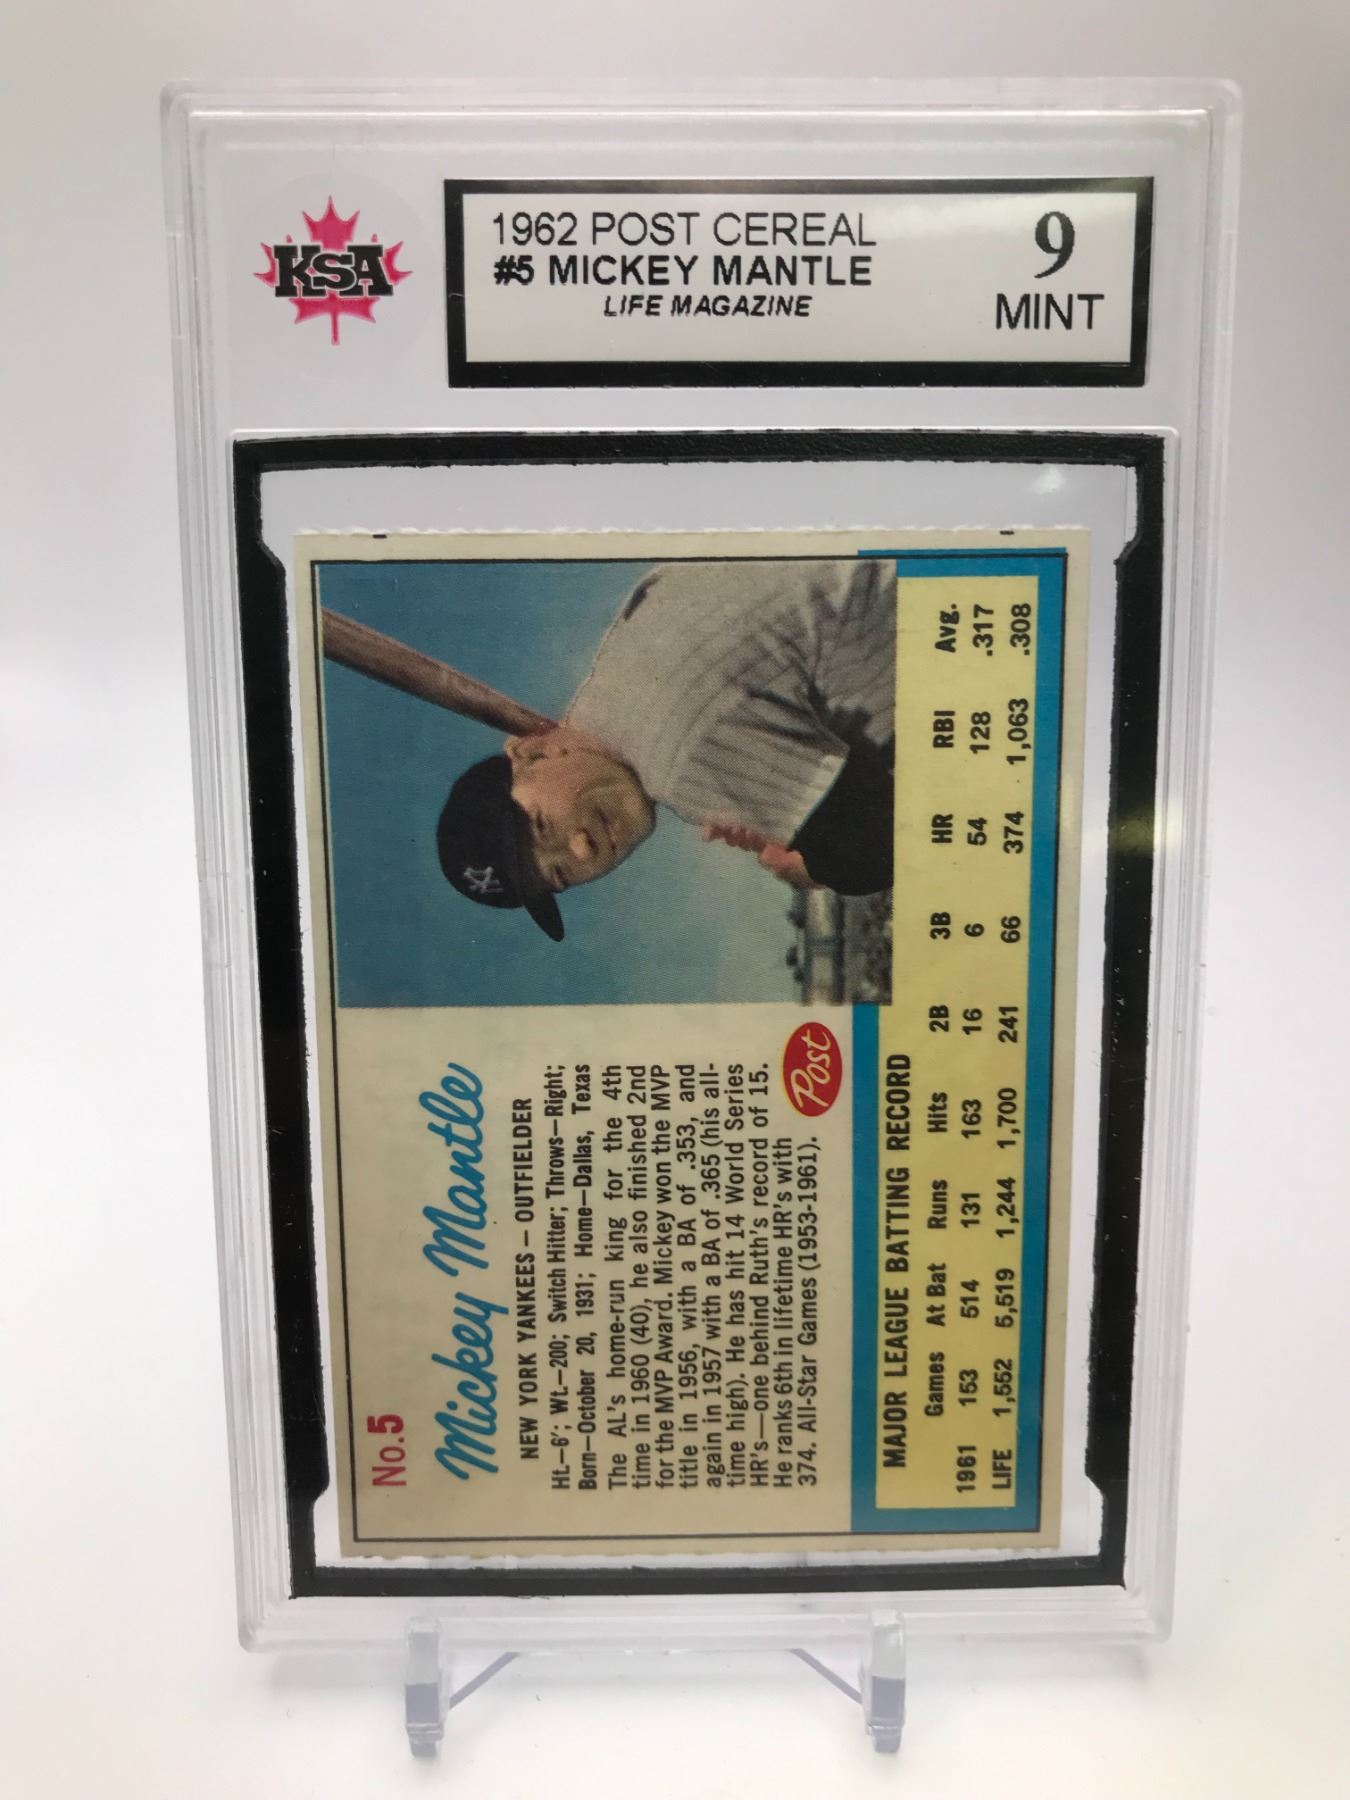 KSA
1962 POST CEREAL
#5 MICKEY MANTLE
LIFE MAGAZINE
9
MINT
No.5
Mickey Mantle
NEW YORK YANKEES – OUTFIELDER
Ht.—6'; Wt.—200; Switch Hitter; Throws—Right;
Born—October 20, 1931; Home—Dallas, Texas
The AL's home-run king for the 4th
time in 1960 (40), he also finished 2nd
for the MVP Award. Mickey won the MVP
title in 1956, with a BA of .353, and
again in 1957 with a BA of .365 (his all-
time high). He has hit 14 World Series
HR's—one behind Ruth's record of 15.
He ranks 6th in lifetime HR's with
374. All-Star Games (1953-1961).
Post
MAJOR LEAGUE BATTING RECORD
Games At Bat Runs Hits 2B 3B HR RBI Avg.
1961 153 514 131 163 16 6 54 128 .317
LIFE 1,552 5,519 1,244 1,700 241 66 374 1,063 .308
NY